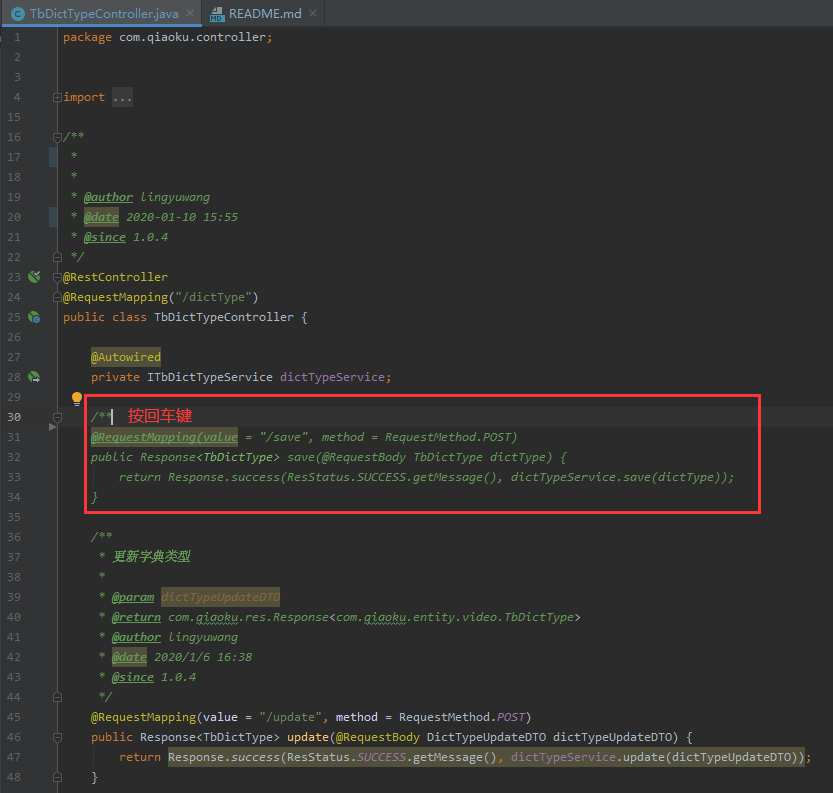 TbDictTypeController.java × README.md ×
1 package com.qiaoku.controller;
2
3
4 import ...
15
16 /**
17 *
18 *
19 * @author lingyuwang
20 * @date 2020-01-10 15:55
21 * @since 1.0.4
22 */
23 @RestController
24 @RequestMapping("/dictType")
25 public class TbDictTypeController {
26
27 @Autowired
28 private ITbDictTypeService dictTypeService;
29
30 /** 按回车键
31 @RequestMapping(value = "/save", method = RequestMethod.POST)
32 public Response<TbDictType> save(@RequestBody TbDictType dictType) {
33 return Response.success(ResStatus.SUCCESS.getMessage(), dictTypeService.save(dictType));
34 }
35
36 /**
37 * 更新字典类型
38 *
39 * @param dictTypeUpdateDTO
40 * @return com.qiaoku.res.Response<com.qiaoku.entity.video.TbDictType>
41 * @author lingyuwang
42 * @date 2020/1/6 16:38
43 * @since 1.0.4
44 */
45 @RequestMapping(value = "/update", method = RequestMethod.POST)
46 public Response<TbDictType> update(@RequestBody DictTypeUpdateDTO dictTypeUpdateDTO) {
47 return Response.success(ResStatus.SUCCESS.getMessage(), dictTypeService.update(dictTypeUpdateDTO));
48 }